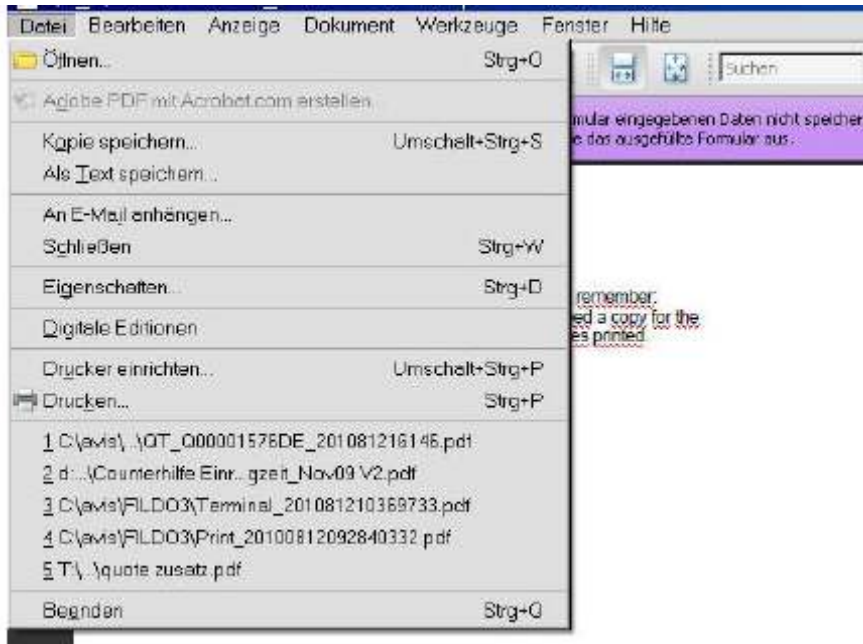 Datei Bearbeiten Anzeige Dokument Werkzeuge Fenster Hilfe
Öffnen... Strg+O
Suchen
Adobe PDF mit Acrobat.com erstellen...
mular eingegebenen Daten nicht speicher
e das ausgefüllte Formular aus.
Kopie speichern... Umschalt+Strg+S
Als Text speichern...
An E-Mail anhängen...
Schließen Strg+W
Eigenschaften... Strg+D
remember:
ed a copy for the
es printed.
Digitale Editionen
Drucker einrichten... Umschalt+Strg+P
Drucken... Strg+P
1 C:\avis\...\QT_Q00001576DE_201081216146.pdf
2 d:...\Counterhilfe Einr...gzeit_Nov09 V2.pdf
3 C:\avis\FILDO3\Terminal_201081210369733.pdf
4 C:\avis\FILDO3\Print_20100812092840332.pdf
5 T:\...\quote zusatz.pdf
Beenden Strg+Q